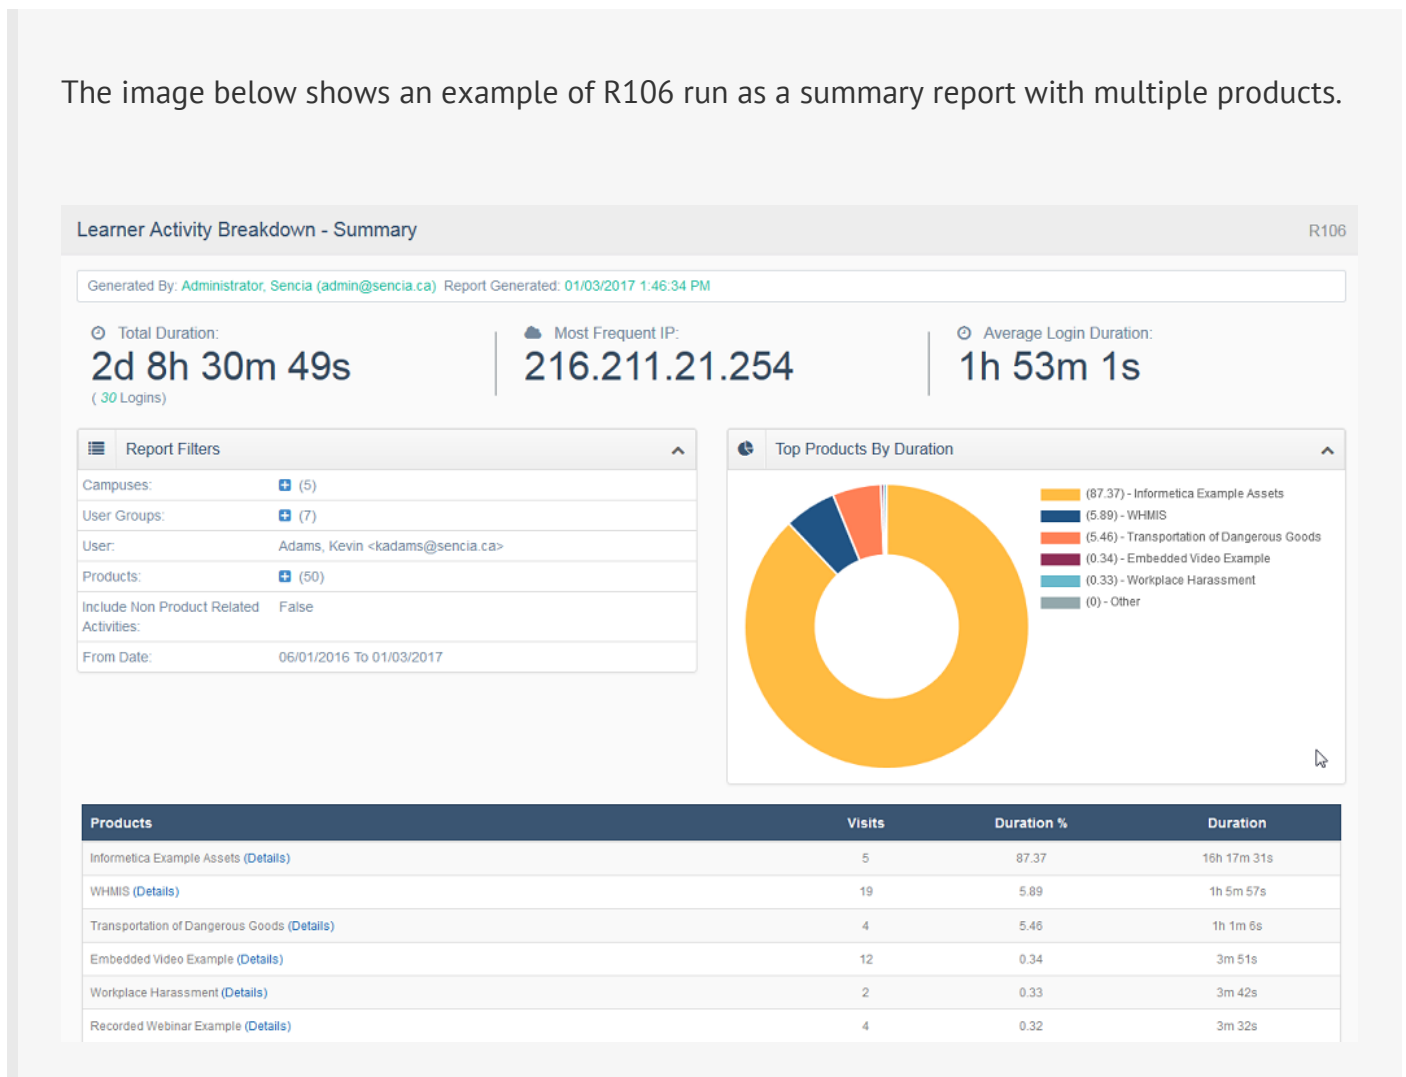 The image below shows an example of R106 run as a summary report with multiple products.
Learner Activity Breakdown - Summary R106
Generated By: Administrator, Sencia (admin@sencia.ca) Report Generated: 01/03/2017 1:46:34 PM
Total Duration:
2d 8h 30m 49s
( 30 Logins)
Most Frequent IP:
216.211.21.254
Average Login Duration:
1h 53m 1s
Report Filters
Campuses: (5)
User Groups: (7)
User: Adams, Kevin <kadams@sencia.ca>
Products: (50)
Include Non Product Related False
Activities:
From Date: 06/01/2016 To 01/03/2017
Top Products By Duration
(87.37) - Informetica Example Assets
(5.89) - WHMIS
(5.46) - Transportation of Dangerous Goods
(0.34) - Embedded Video Example
(0.33) - Workplace Harassment
(0) - Other
Products Visits Duration % Duration
Informetica Example Assets (Details) 5 87.37 16h 17m 31s
WHMIS (Details) 19 5.89 1h 5m 57s
Transportation of Dangerous Goods (Details) 4 5.46 1h 1m 6s
Embedded Video Example (Details) 12 0.34 3m 51s
Workplace Harassment (Details) 2 0.33 3m 42s
Recorded Webinar Example (Details) 4 0.32 3m 32s